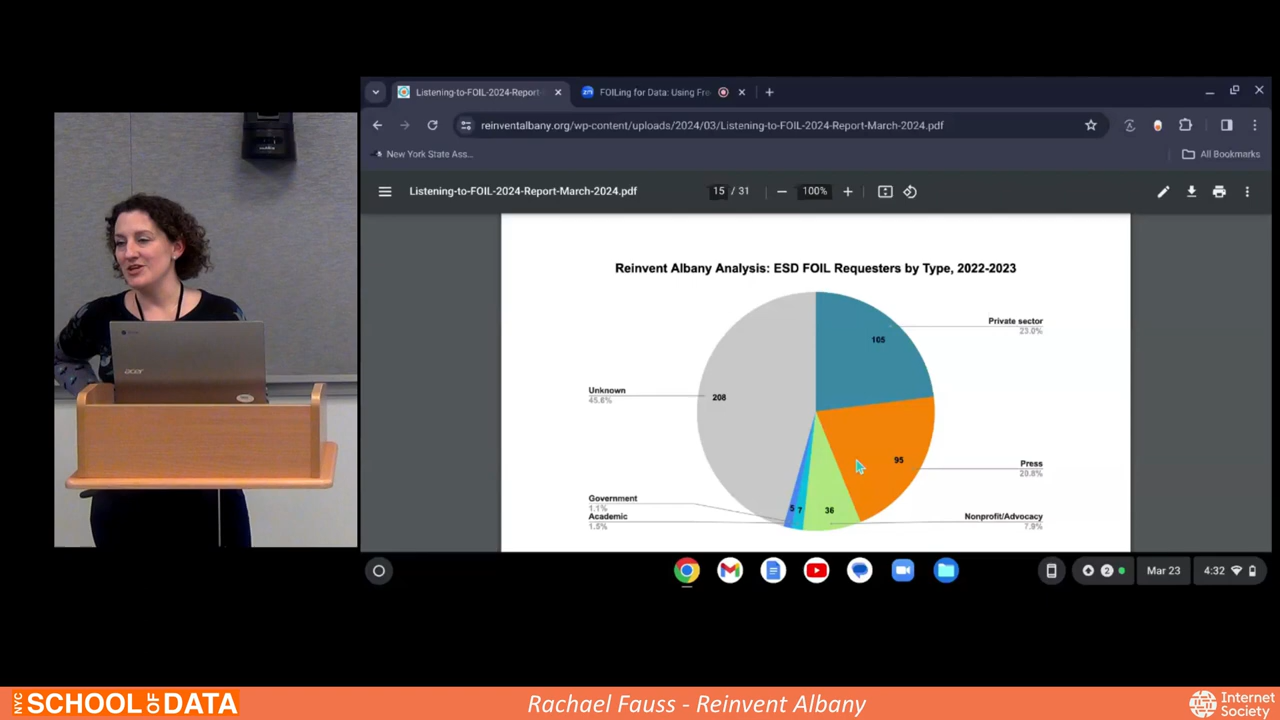 Listening-to-FOIL-2024-Report-
FOILing for Data: Using Fre
reinventalbany.org/wp-content/uploads/2024/03/Listening-to-FOIL-2024-Report-March-2024.pdf
New York State Ass...
All Bookmarks
Listening-to-FOIL-2024-Report-March-2024.pdf
15 / 31
100%
Reinvent Albany Analysis: ESD FOIL Requesters by Type, 2022-2023
Private sector
23.0%
105
Unknown
45.6%
208
Press
20.8%
95
Government
1.1%
5
Academic
1.5%
7
36
Nonprofit/Advocacy
7.9%
acer
2
Mar 23
4:32
NYC SCHOOL OF DATA
Rachael Fauss - Reinvent Albany
Internet
Society